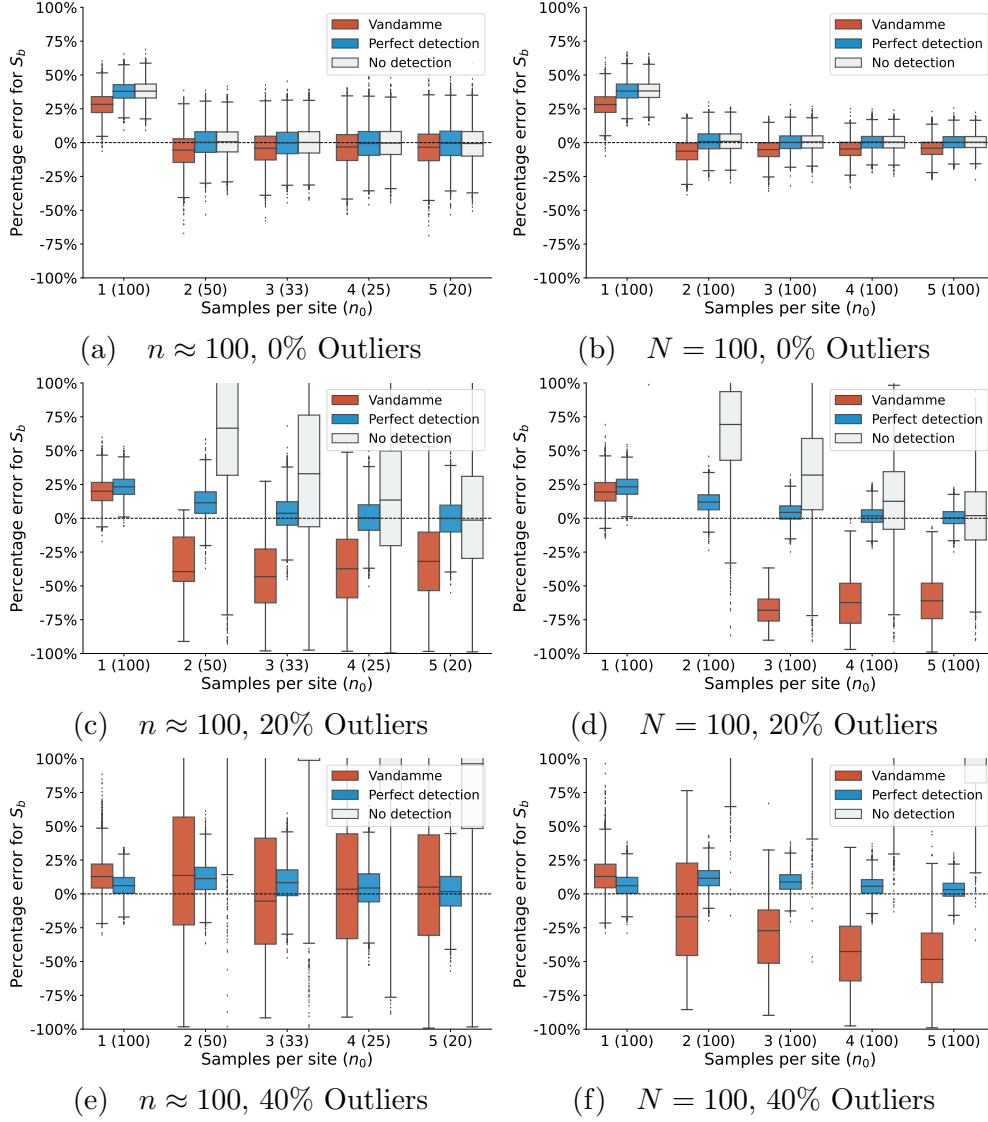 100%
75%
50%
25%
0%
-25%
-50%
-75%
-100%
Percentage error for S_b
Vandamme
Perfect detection
No detection
1 (100) 2 (50) 3 (33) 4 (25) 5 (20)
Samples per site (n_0)
(a) n ≈ 100, 0% Outliers
100%
75%
50%
25%
0%
-25%
-50%
-75%
-100%
Percentage error for S_b
Vandamme
Perfect detection
No detection
1 (100) 2 (100) 3 (100) 4 (100) 5 (100)
Samples per site (n_0)
(b) N = 100, 0% Outliers
100%
75%
50%
25%
0%
-25%
-50%
-75%
-100%
Percentage error for S_b
Vandamme
Perfect detection
No detection
1 (100) 2 (50) 3 (33) 4 (25) 5 (20)
Samples per site (n_0)
(c) n ≈ 100, 20% Outliers
100%
75%
50%
25%
0%
-25%
-50%
-75%
-100%
Percentage error for S_b
Vandamme
Perfect detection
No detection
1 (100) 2 (100) 3 (100) 4 (100) 5 (100)
Samples per site (n_0)
(d) N = 100, 20% Outliers
100%
75%
50%
25%
0%
-25%
-50%
-75%
-100%
Percentage error for S_b
Vandamme
Perfect detection
No detection
1 (100) 2 (50) 3 (33) 4 (25) 5 (20)
Samples per site (n_0)
(e) n ≈ 100, 40% Outliers
100%
75%
50%
25%
0%
-25%
-50%
-75%
-100%
Percentage error for S_b
Vandamme
Perfect detection
No detection
1 (100) 2 (100) 3 (100) 4 (100) 5 (100)
Samples per site (n_0)
(f) N = 100, 40% Outliers